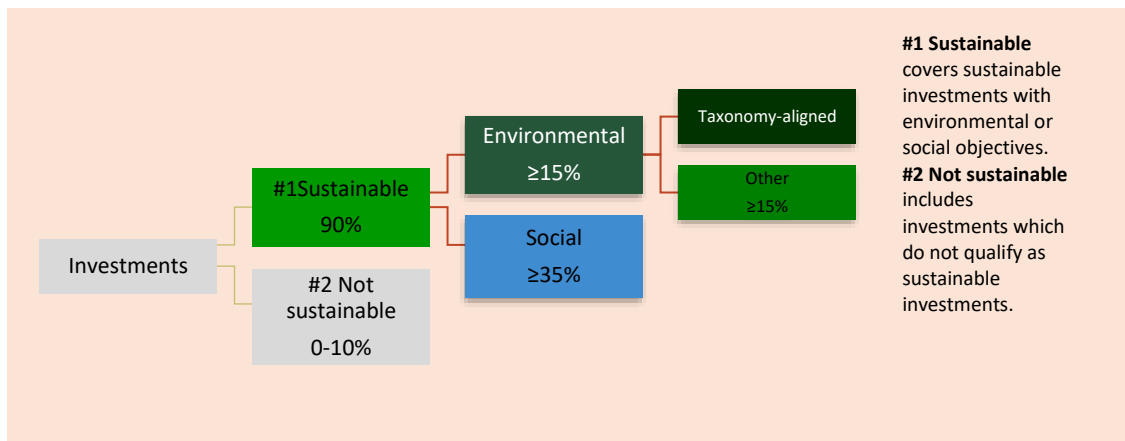 Investments
#1Sustainable
90%
#2 Not
sustainable
0-10%
Environmental
≥15%
Social
≥35%
Taxonomy-aligned
Other
≥15%
#1 Sustainable
covers sustainable
investments with
environmental or
social objectives.
#2 Not sustainable
includes
investments which
do not qualify as
sustainable
investments.